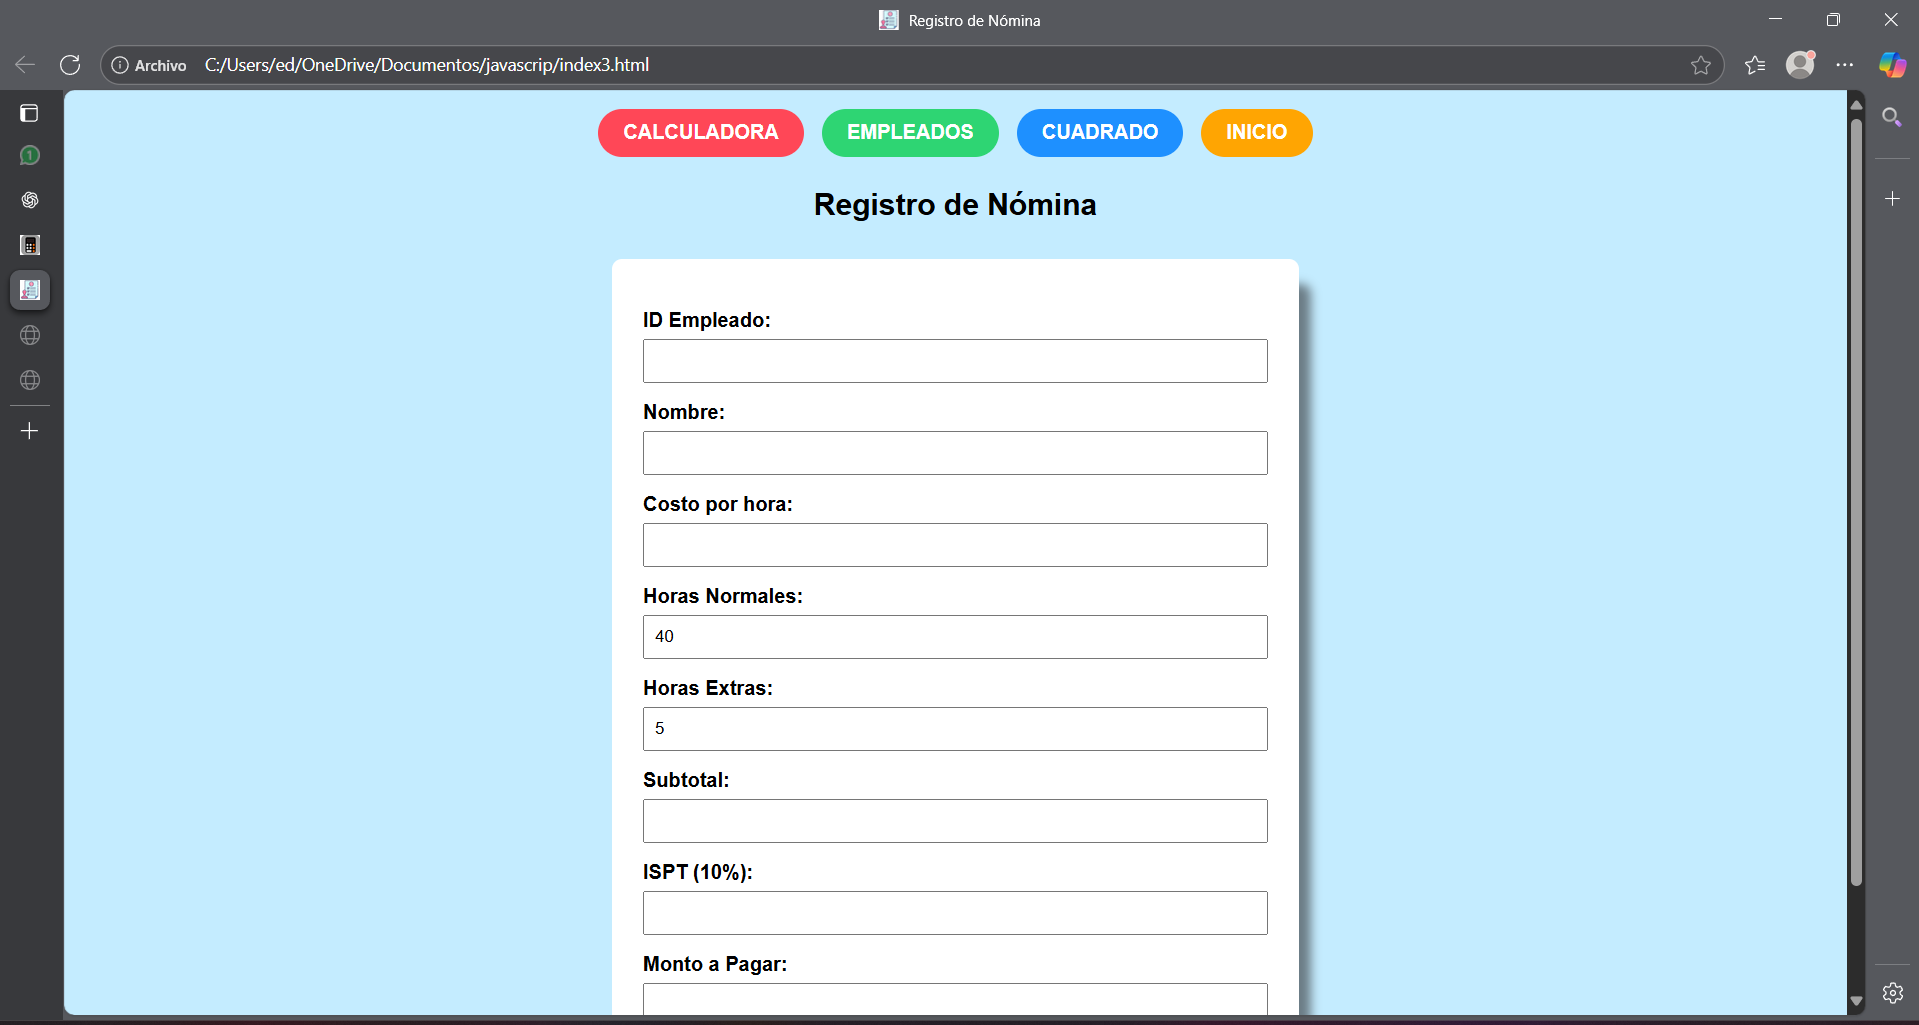 Registro de Nómina
Archivo C:/Users/ed/OneDrive/Documentos/javascrip/index3.html
1
CALCULADORA EMPLEADOS CUADRADO INICIO
Registro de Nómina
ID Empleado:
Nombre:
Costo por hora:
Horas Normales:
40
Horas Extras:
5
Subtotal:
ISPT (10%):
Monto a Pagar: